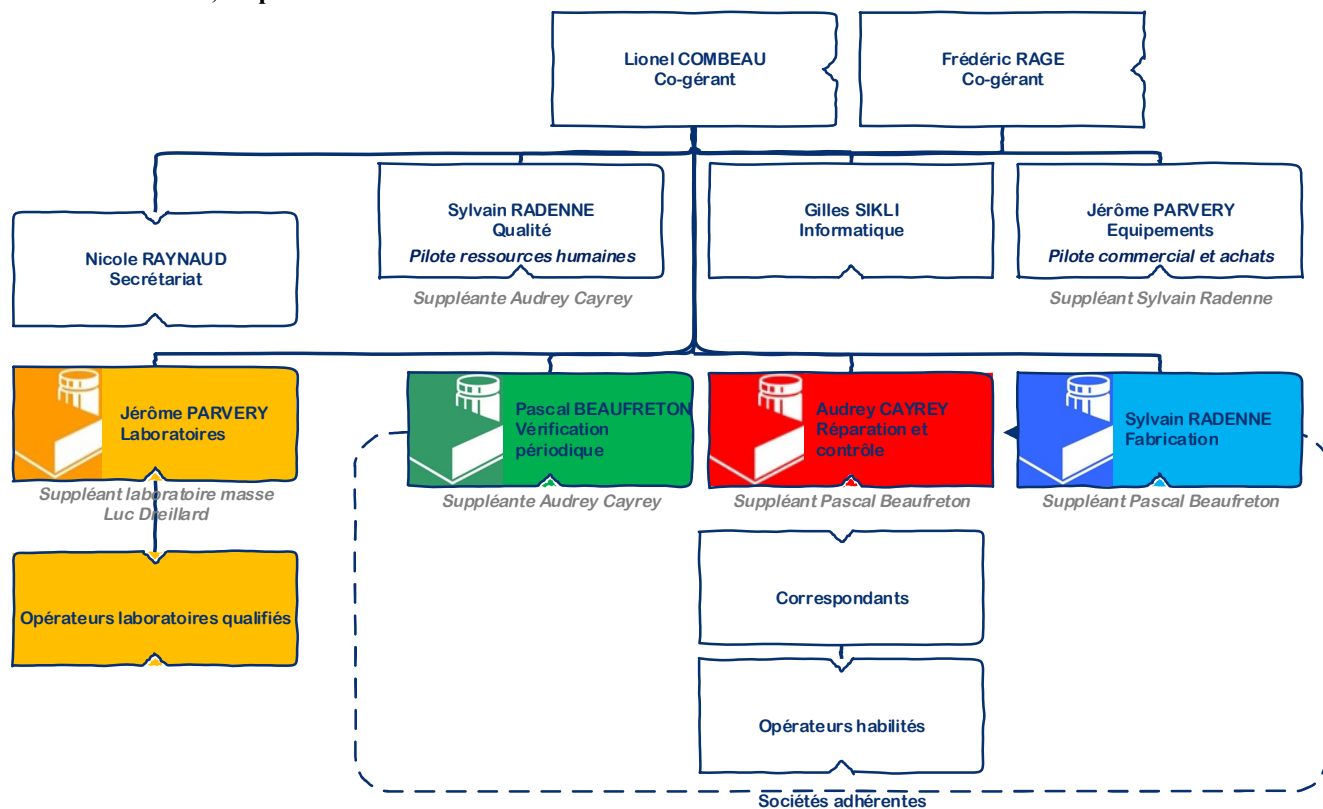 Lionel COMBEAU
Co-gérant
Frédéric RAGE
Co-gérant
Nicole RAYNAUD
Secrétariat
Sylvain RADENNE
Qualité
Pilote ressources humaines
Suppléante Audrey Cayrey
Gilles SIKLI
Informatique
Jérôme PARVERY
Equipements
Pilote commercial et achats
Suppléant Sylvain Radenne
Jérôme PARVERY
Laboratoires
Suppléant laboratoire masse
Luc Dreillard
Pascal BEAUFRETON
Vérification
périodique
Suppléante Audrey Cayrey
Audrey CAYREY
Réparation et
contrôle
Suppléant Pascal Beaufreton
Sylvain RADENNE
Fabrication
Suppléant Pascal Beaufreton
Opérateurs laboratoires qualifiés
Correspondants
Opérateurs habilités
Sociétés adhérentes